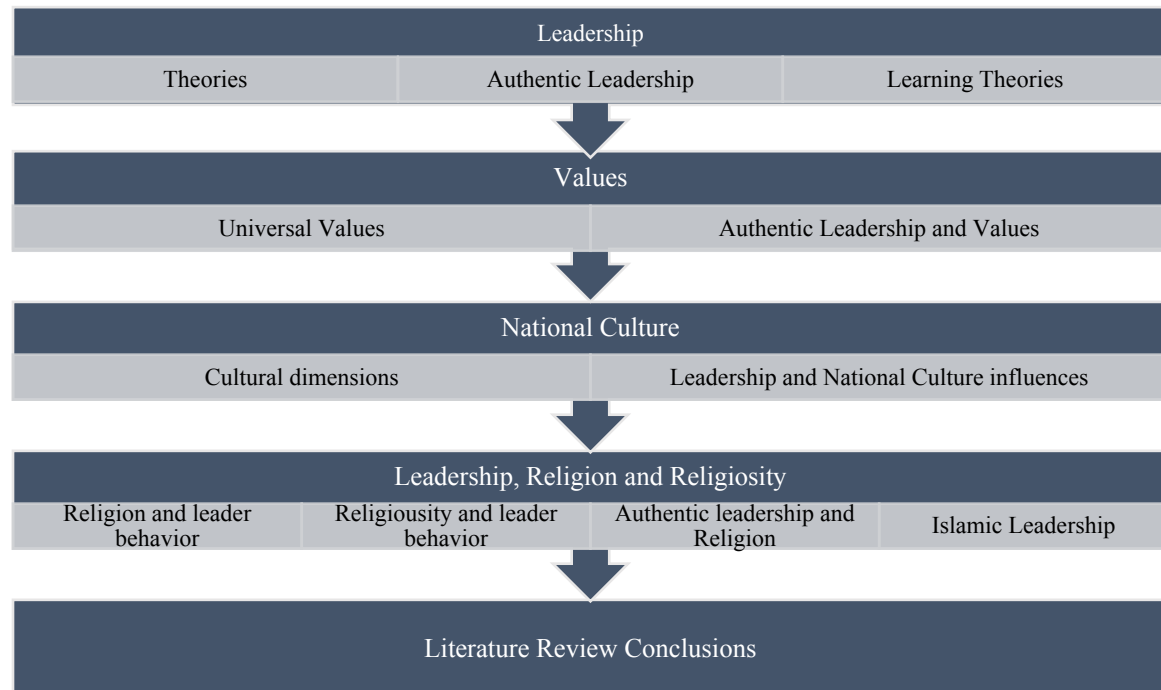 Leadership
Theories
Authentic Leadership
Learning Theories
Values
Universal Values
Authentic Leadership and Values
National Culture
Cultural dimensions
Leadership and National Culture influences
Leadership, Religion and Religiosity
Religion and leader
behavior
Religiousity and leader
behavior
Authentic leadership and
Religion
Islamic Leadership
Literature Review Conclusions